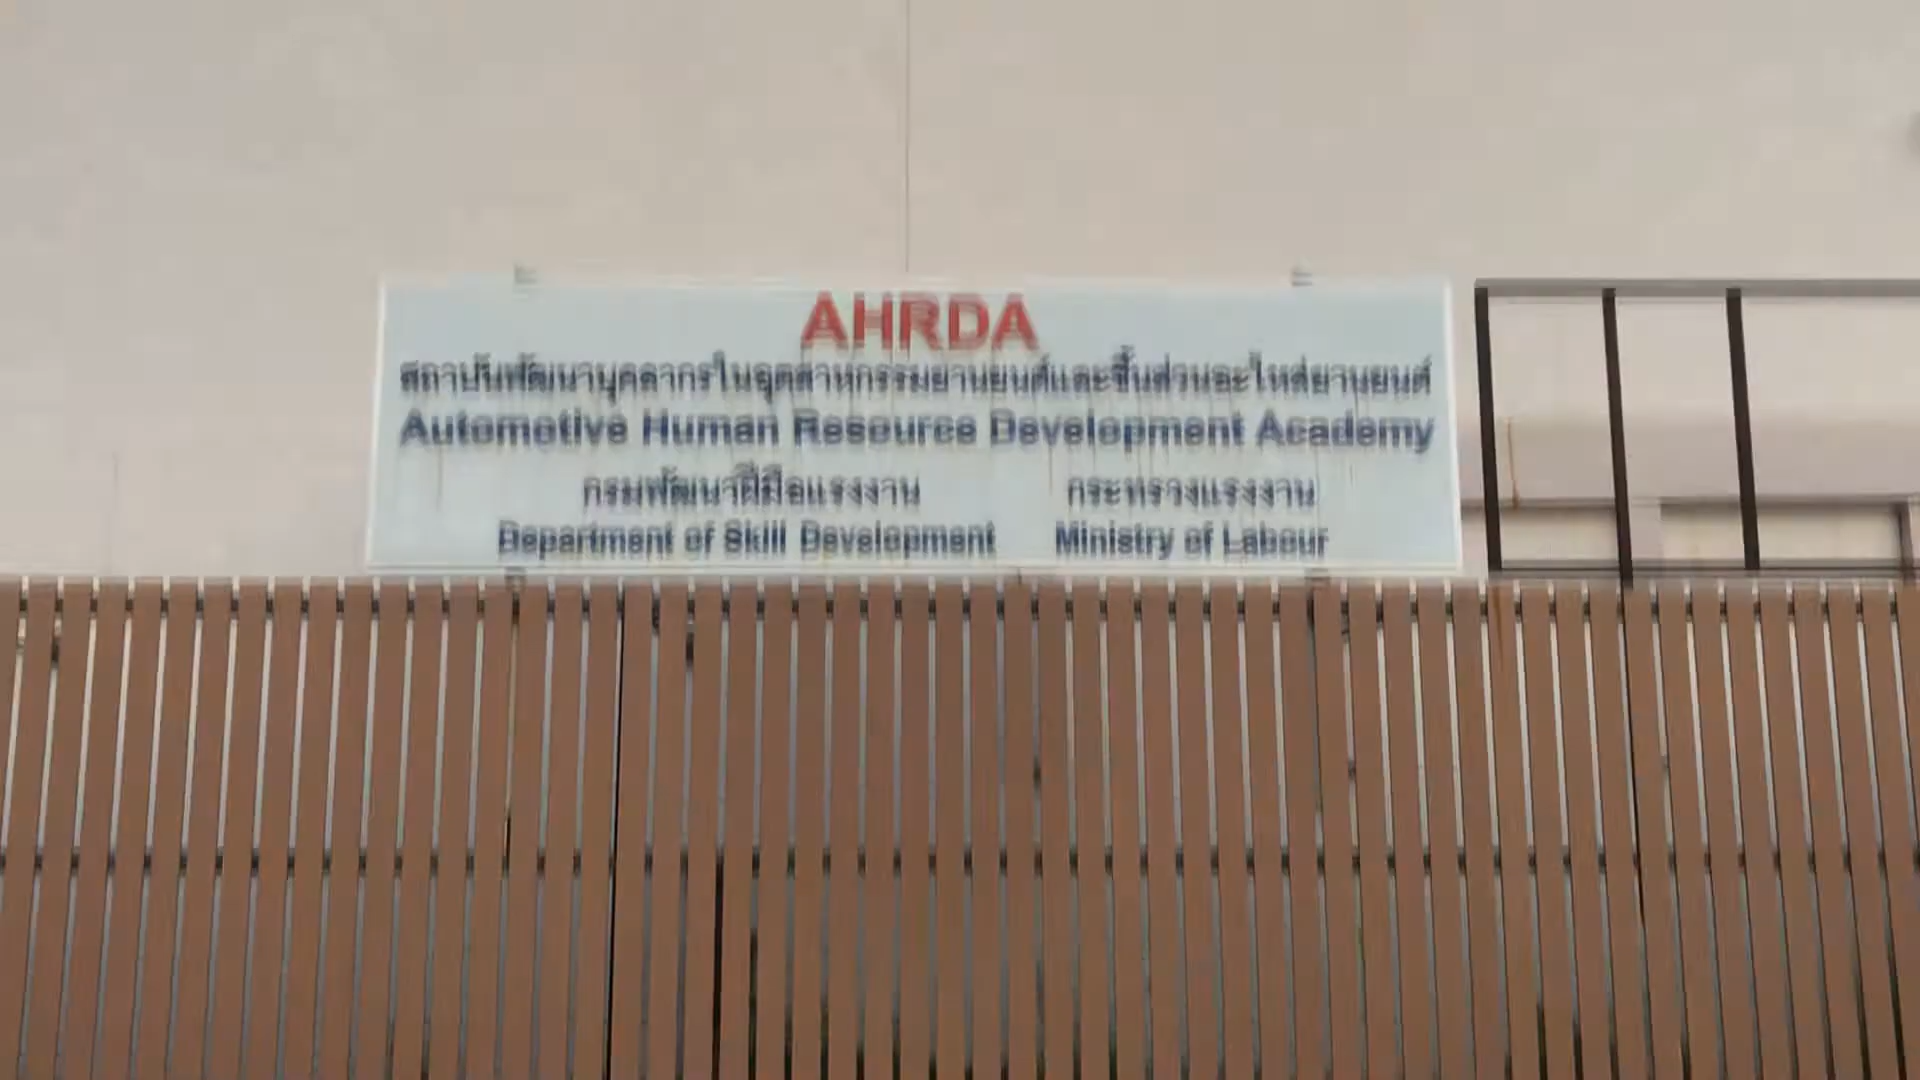 AHRDA
สถาบันพัฒนาบุคลากรในอุตสาหกรรมยานยนต์และชิ้นส่วนอะไหล่ยานยนต์
Automotive Human Resource Development Academy
กรมพัฒนาฝีมือแรงงาน กระทรวงแรงงาน
Department of Skill Development Ministry of Labour